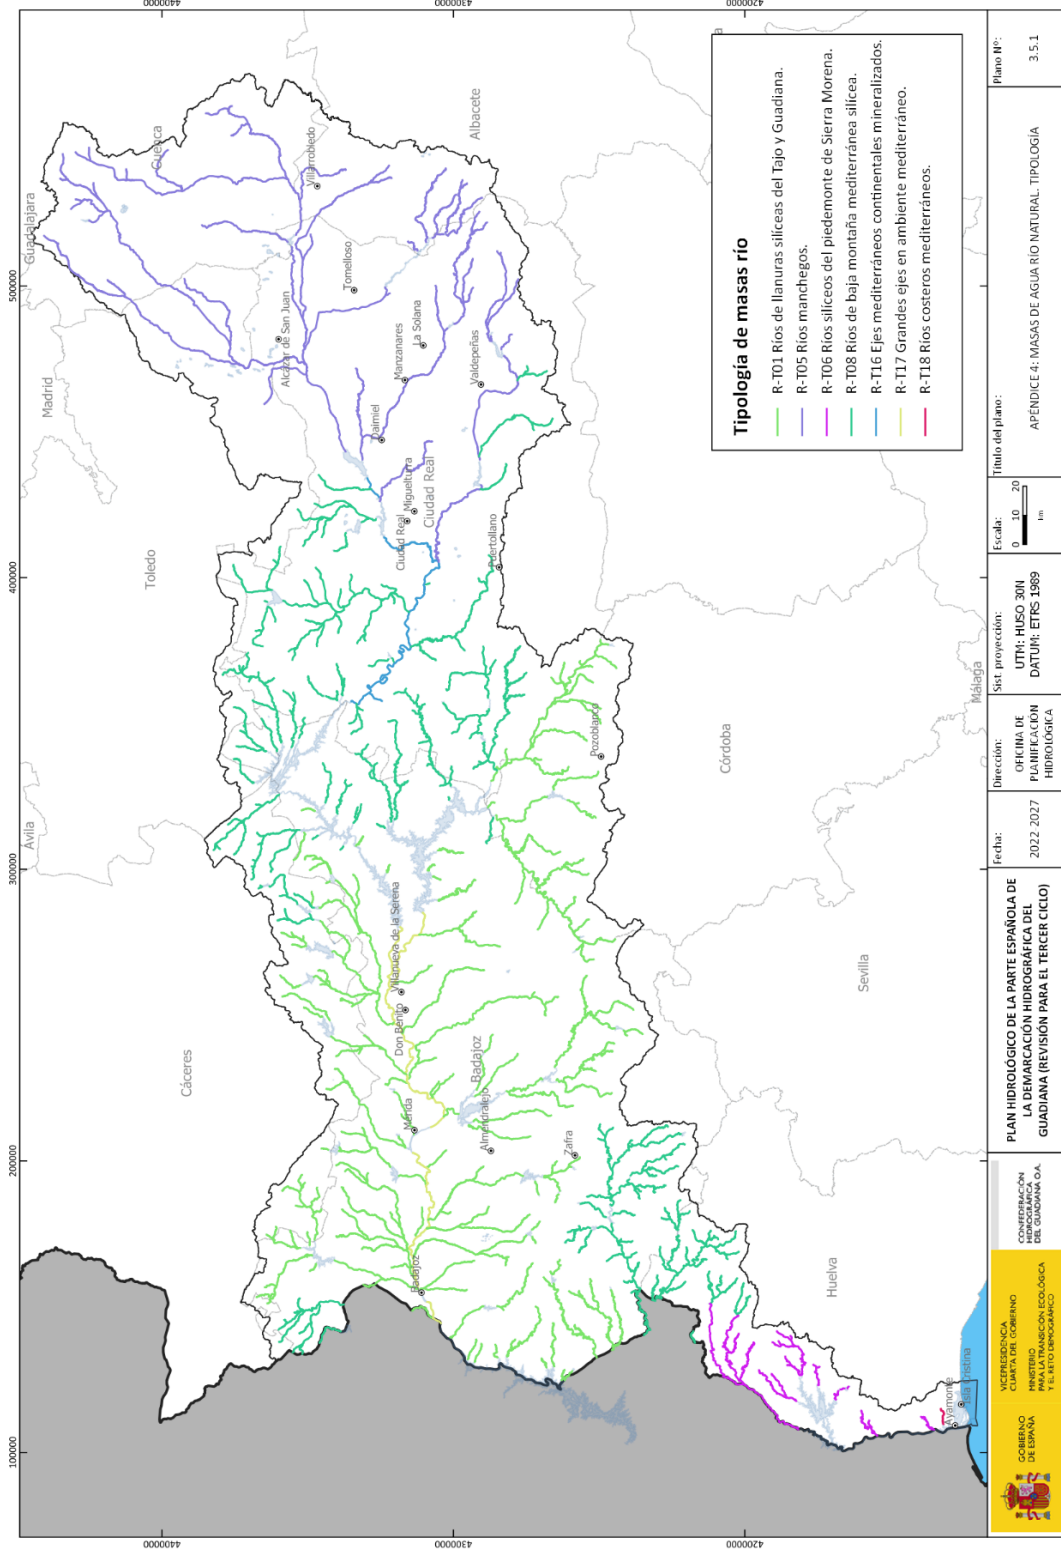 4400000
4300000
4200000
500000
400000
300000
200000
100000
4400000
4300000
4200000
Guadalajara
Madrid
Cuenca
Toledo
Ávila
Cáceres
Albacete
Ciudad Real
Badajoz
Córdoba
Málaga
Sevilla
Huelva
Villarrobledo
Alcázar de San Juan
Tomelloso
Manzanares
La Solana
Daimiel
Valdepeñas
Ciudad Real
Miguelturra
Puertollano
Pozoblanco
Villanueva de la Serena
Don Benito
Mérida
Almendralejo
Zafra
Badajoz
Ayamonte
Isla Cristina
Tipología de masas río
R-T01 Ríos de llanuras silíceas del Tajo y Guadiana.
R-T05 Ríos manchegos.
R-T06 Ríos silíceos del piedemonte de Sierra Morena.
R-T08 Ríos de baja montaña mediterránea silícea.
R-T16 Ejes mediterráneos continentales mineralizados.
R-T17 Grandes ejes en ambiente mediterráneo.
R-T18 Ríos costeros mediterráneos.
GOBIERNO
DE ESPAÑA
VICEPRESIDENCIA
CUARTA DEL GOBIERNO
MINISTERIO
PARA LA TRANSICIÓN ECOLÓGICA
Y EL RETO DEMOGRÁFICO
CONFEDERACIÓN
HIDROGRÁFICA
DEL GUADIANA O.A.
PLAN HIDROLÓGICO DE LA PARTE ESPAÑOLA DE
LA DEMARCACIÓN HIDROGRÁFICA DEL
GUADIANA (REVISIÓN PARA EL TERCER CICLO)
Fecha:
2022 2027
Dirección:
OFICINA DE
PLANIFICACIÓN
HIDROLÓGICA
Sist. proyección:
UTM: HUSO 30N
DATUM: ETRS 1989
Escala:
0 10 20
km
Título del plano:
APÉNDICE 4: MASAS DE AGUA RÍO NATURAL. TIPOLOGÍA
Plano Nº:
3.5.1